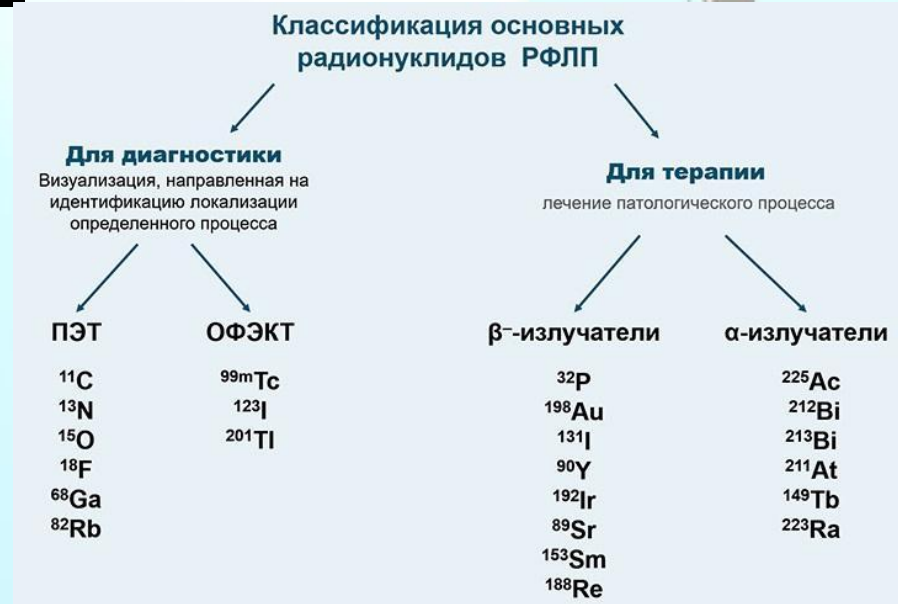 Классификация основных
радионуклидов РФЛП
Для диагностики
Визуализация, направленная на
идентификацию локализации
определенного процесса
Для терапии
лечение патологического процесса
ПЭТ
¹¹C
¹³N
¹⁵O
¹⁸F
⁶⁸Ga
⁸²Rb
ОФЭКТ
⁹⁹ᵐTc
¹²³I
²⁰¹Tl
β⁻-излучатели
³²P
¹⁹⁸Au
¹³¹I
⁹⁰Y
¹⁹²Ir
⁸⁹Sr
¹⁵³Sm
¹⁸⁸Re
α-излучатели
²²⁵Ac
²¹²Bi
²¹³Bi
²¹¹At
¹⁴⁹Tb
²²³Ra